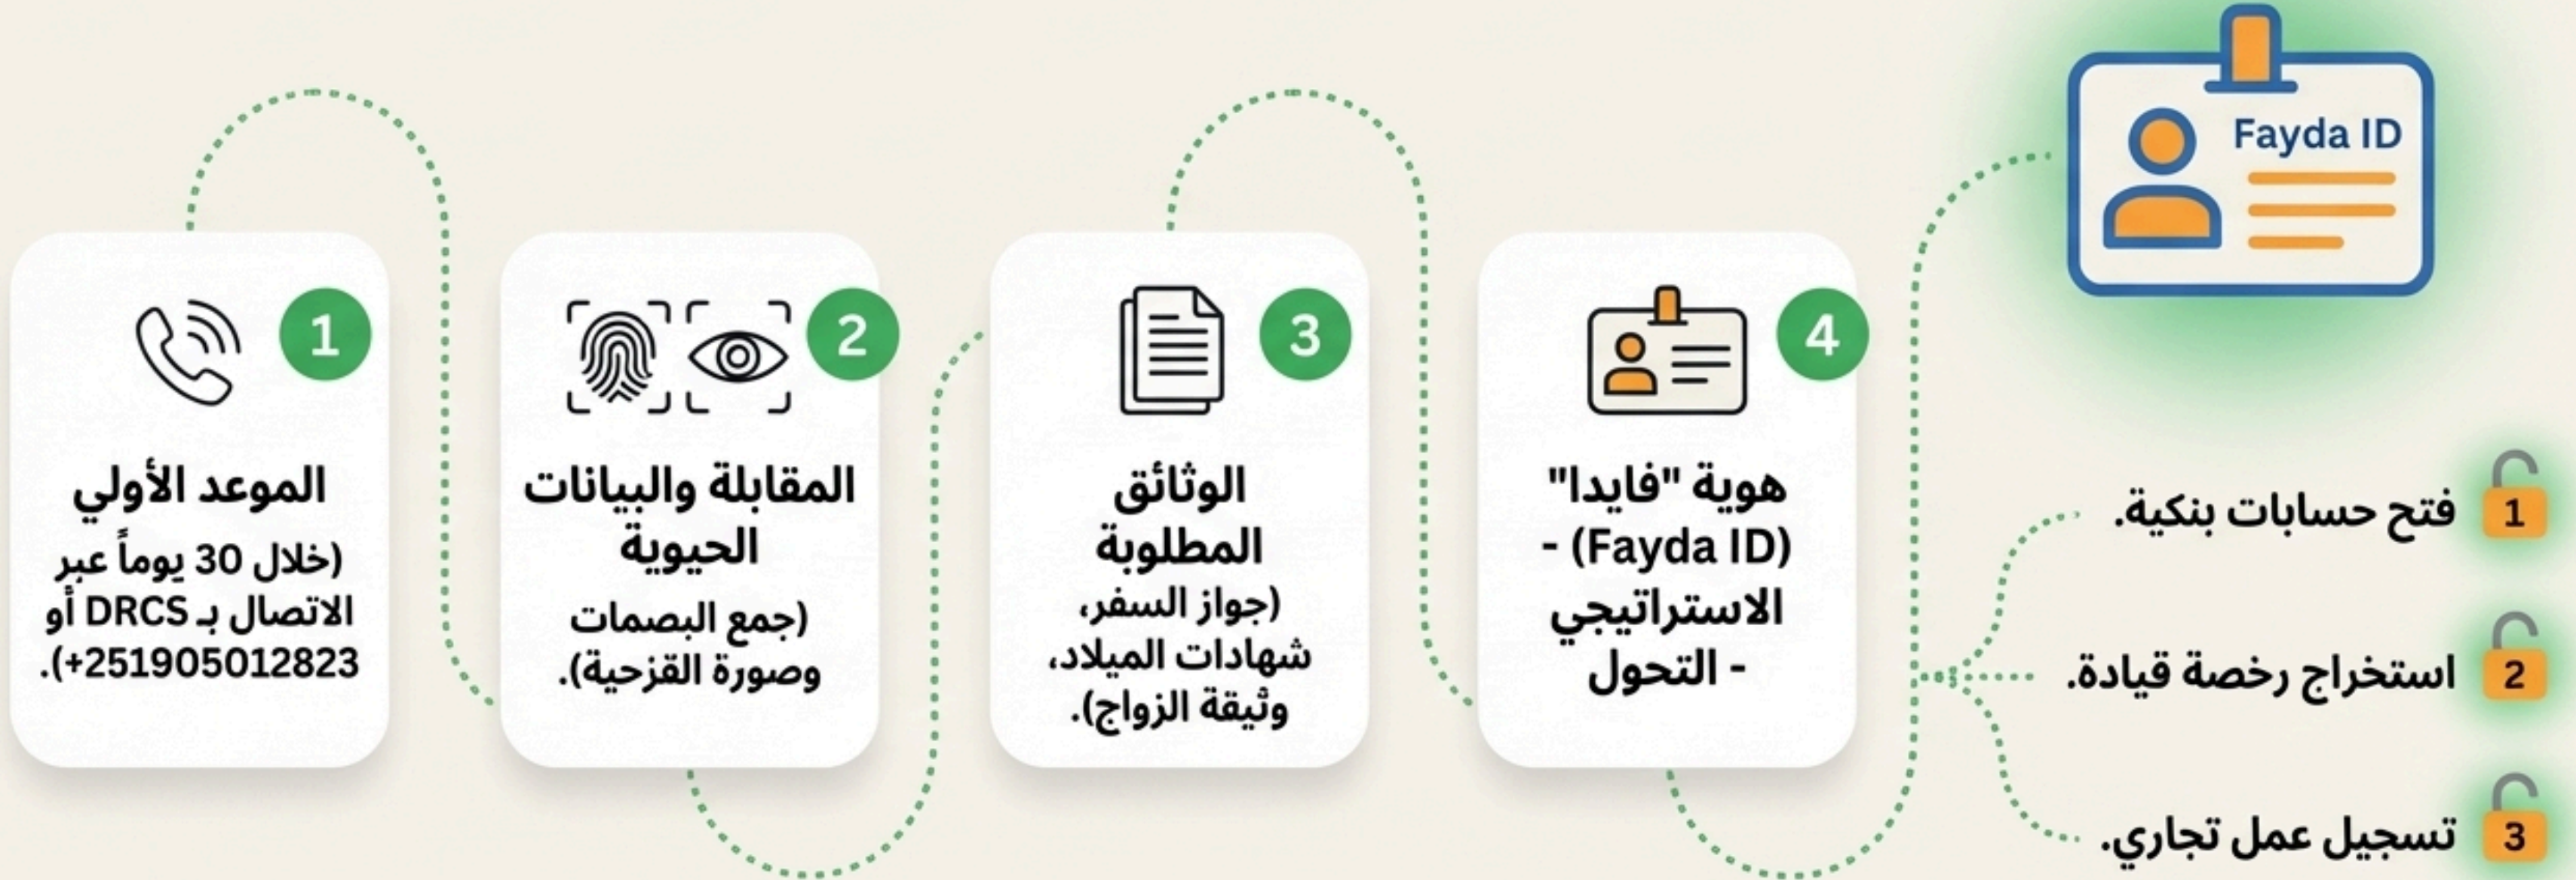 1
الموعد الأولي
(خلال 30 يوماً عبر
الاتصال بـ DRCS أو
+251905012823).
2
المقابلة والبيانات
الحيوية
(جمع البصمات
وصورة القزحية).
3
الوثائق
المطلوبة
(جواز السفر،
شهادات الميلاد،
وثيقة الزواج).
4
هوية "فايدا"
(Fayda ID) -
الاستراتيجي
- التحول
Fayda ID
1 فتح حسابات بنكية.
2 استخراج رخصة قيادة.
3 تسجيل عمل تجاري.